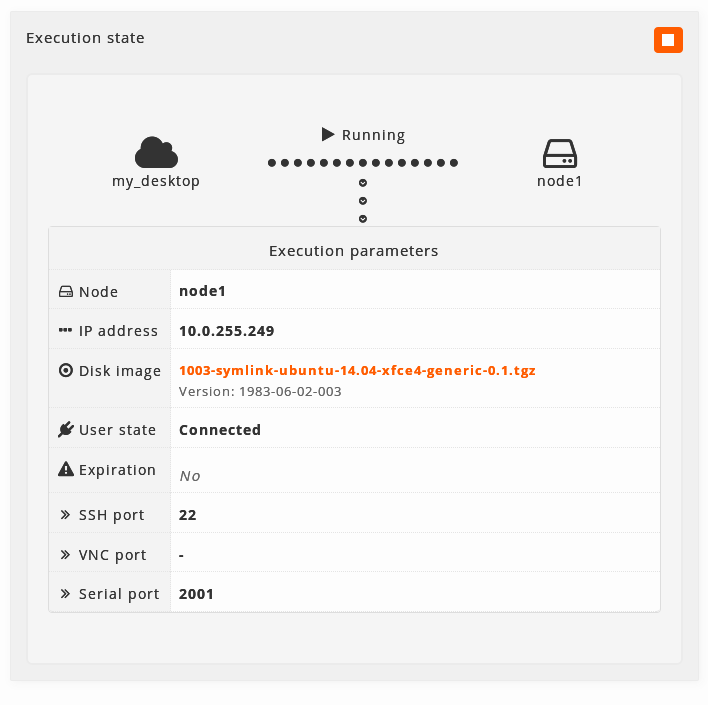 Execution state
Running
my_desktop
node1
Execution parameters
Node node1
IP address 10.0.255.249
Disk image 1003-symlink-ubuntu-14.04-xfce4-generic-0.1.tgz
Version: 1983-06-02-003
User state Connected
Expiration No
SSH port 22
VNC port -
Serial port 2001